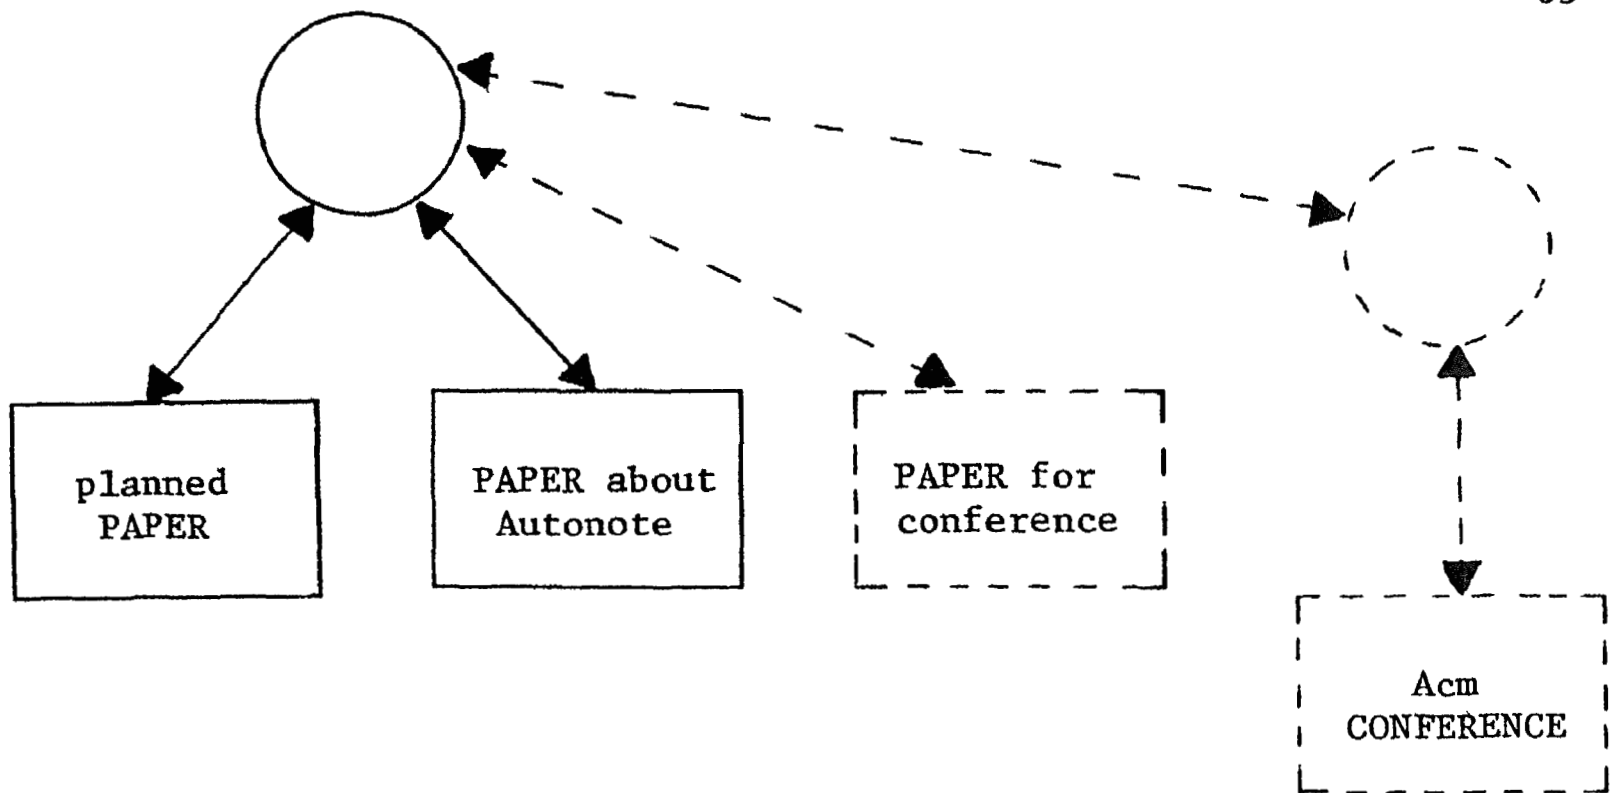 planned
PAPER
PAPER about
Autonote
PAPER for
conference
Acm
CONFERENCE